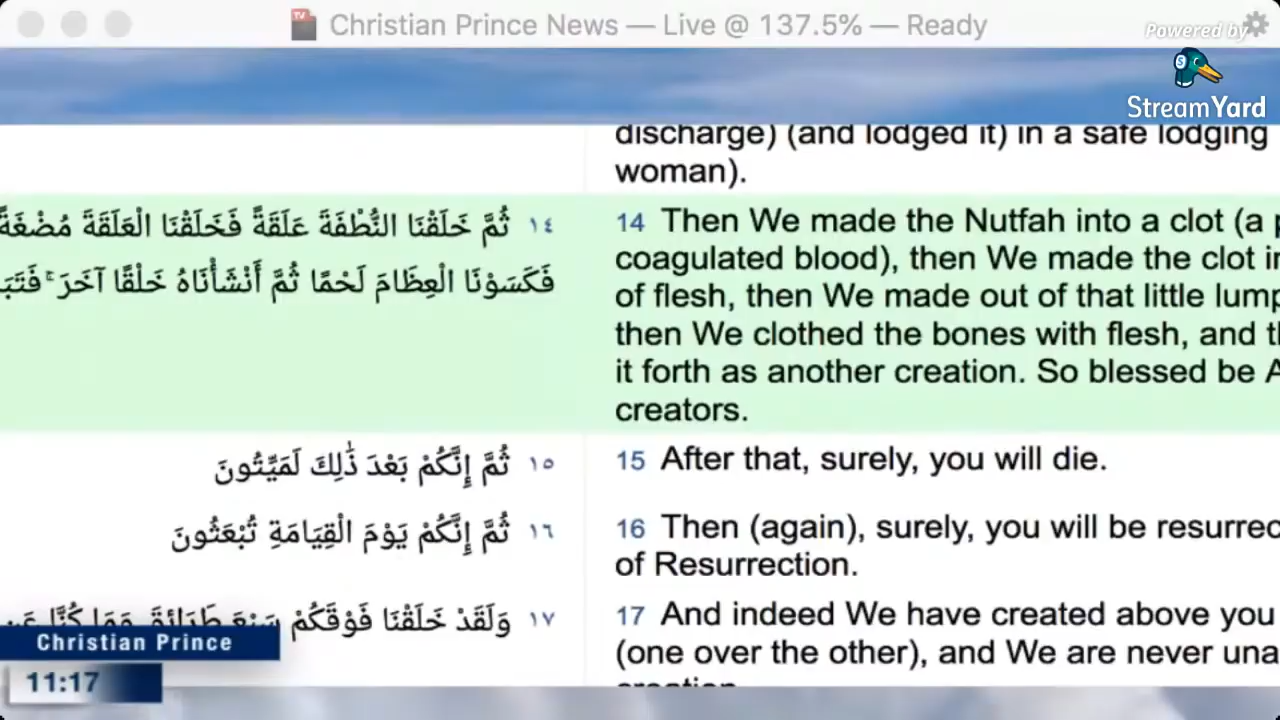 Christian Prince News — Live @ 137.5% — Ready
Powered by
StreamYard
discharge) (and lodged it) in a safe lodging
woman).
١٤ ثُمَّ خَلَقْنَا النُّطْفَةَ عَلَقَةً فَخَلَقْنَا الْعَلَقَةَ مُضْغَةً
فَكَسَوْنَا الْعِظَامَ لَحْمًا ثُمَّ أَنْشَأْنَاهُ خَلْقًا آخَرَ ۚ
14 Then We made the Nutfah into a clot (a
coagulated blood), then We made the clot
of flesh, then We made out of that little lump
then We clothed the bones with flesh, and
it forth as another creation. So blessed be
creators.
١٥ ثُمَّ إِنَّكُمْ بَعْدَ ذَٰلِكَ لَمَيِّتُونَ
15 After that, surely, you will die.
١٦ ثُمَّ إِنَّكُمْ يَوْمَ الْقِيَامَةِ تُبْعَثُونَ
16 Then (again), surely, you will be
of Resurrection.
١٧ وَلَقَدْ خَلَقْنَا فَوْقَكُمْ سَبْعَ طَرَائِقَ وَمَا كُنَّا عَنِ
17 And indeed We have created above you
(one over the other), and We are never
creation
Christian Prince
11:17